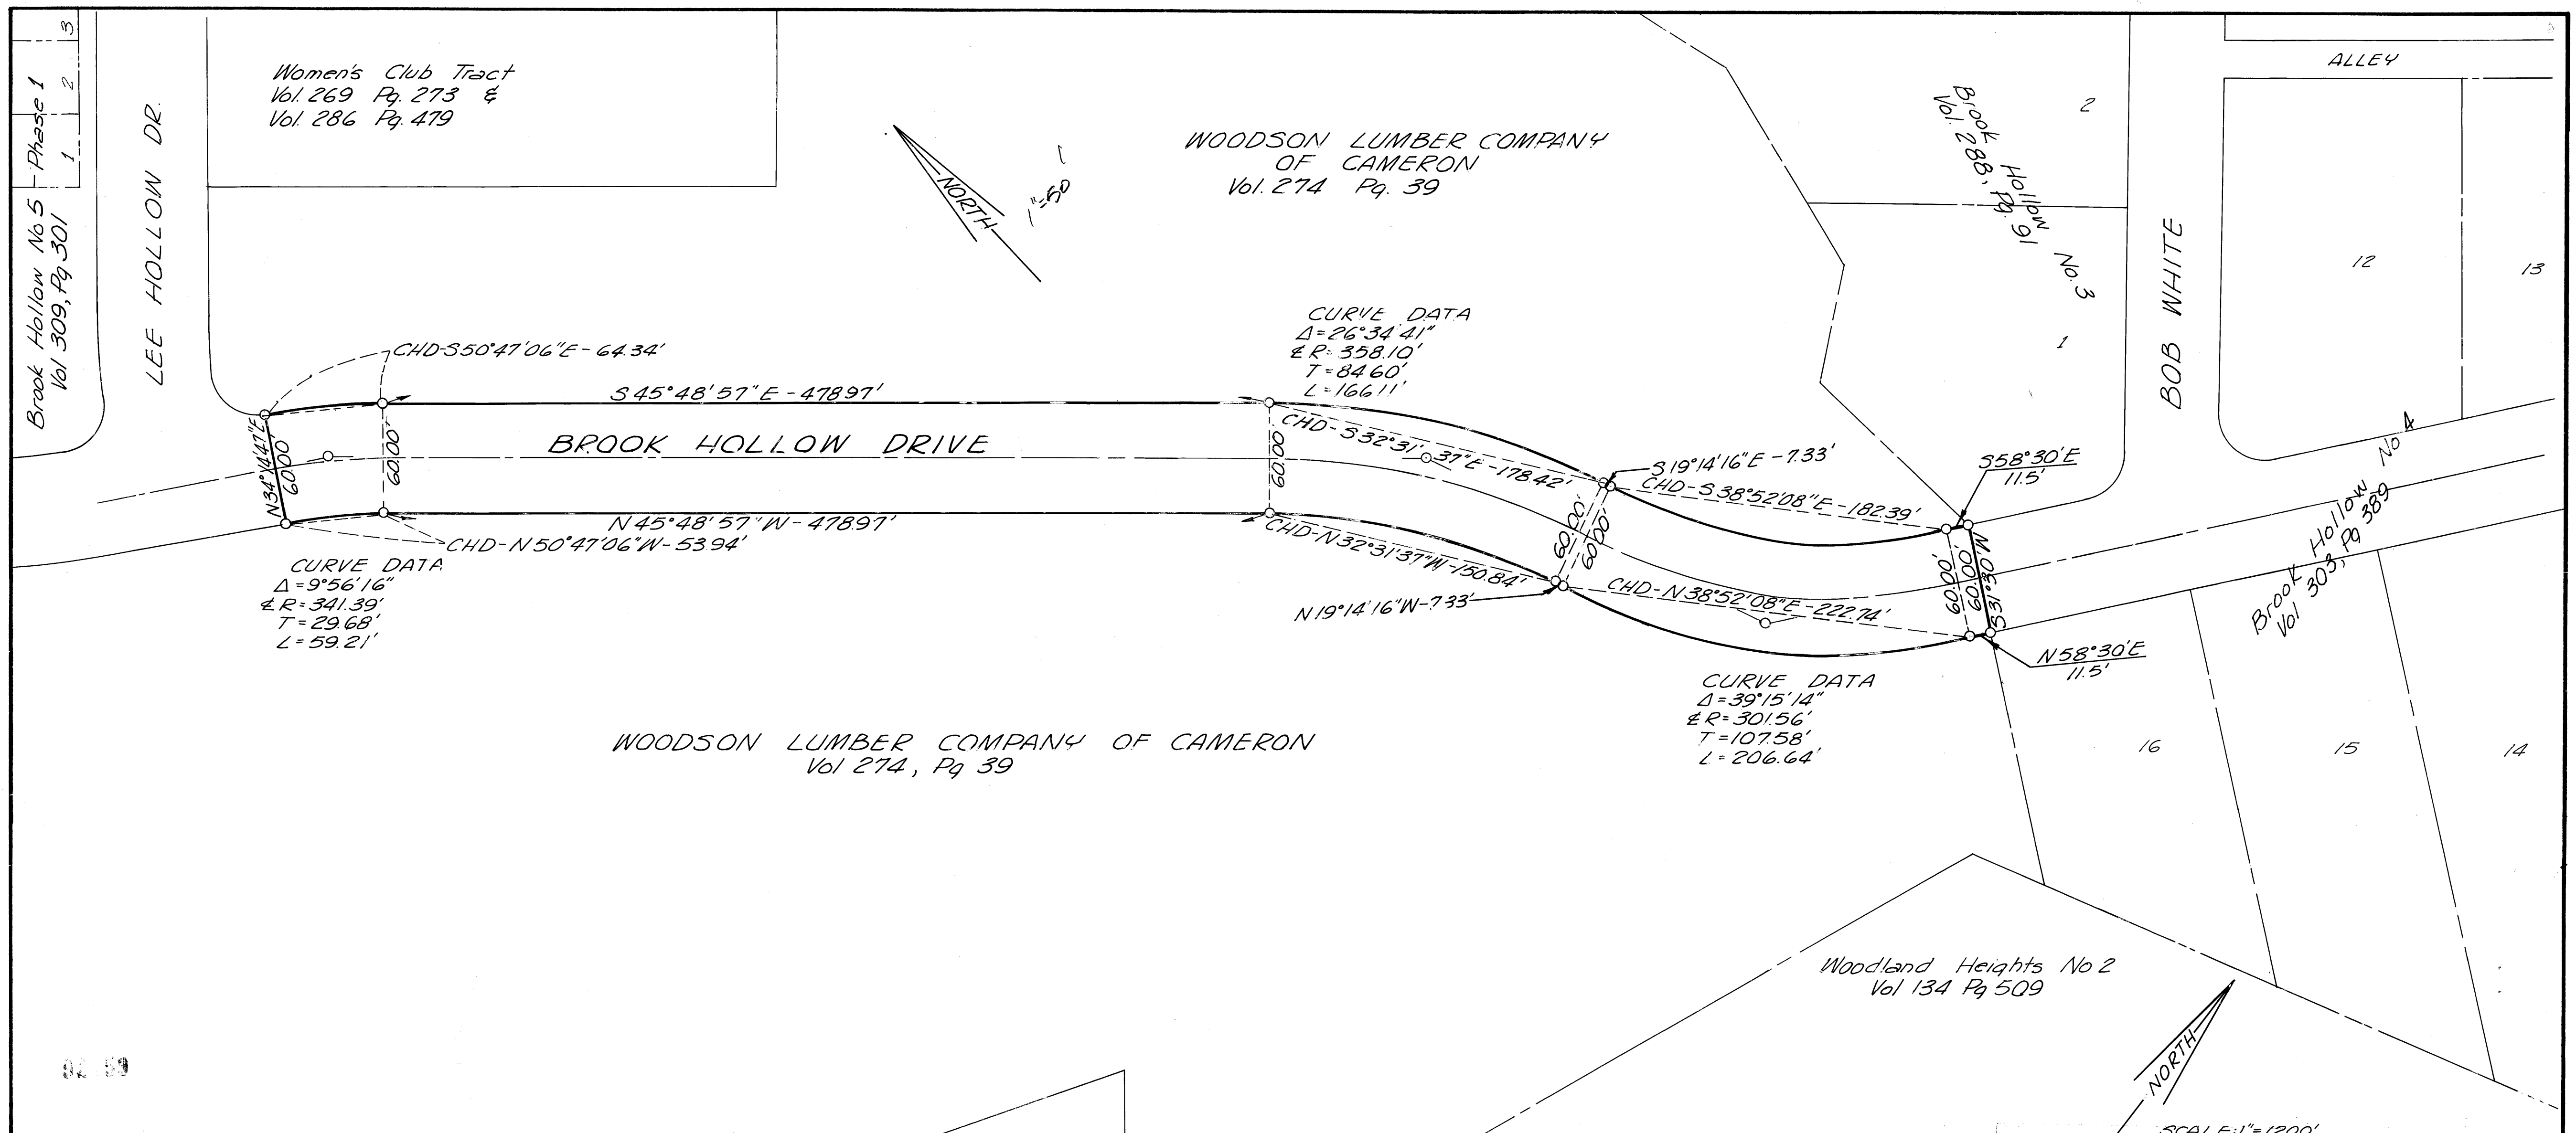 Brook Hollow No 5 - Phase 1
Vol 309, Pg 301
1
2
3
LEE HOLLOW DR.
Women's Club Tract
Vol. 269 Pg. 273 &
Vol. 286 Pg. 479
NORTH
1"=50'
WOODSON LUMBER COMPANY
OF CAMERON
Vol. 274 Pg. 39
Brook Hollow No. 3
Vol. 288, Pg. 91
2
1
BOB WHITE
ALLEY
12
13
CHD-S50°47'06"E-64.34'
S45°48'57"E-478.97'
CURVE DATA
Δ=26°34'41"
℄ R=358.10'
T=84.60'
L=166.11'
N34°14'47"E
60.00'
60.00'
BROOK HOLLOW DRIVE
60.00'
CHD-S32°31'37"E-178.42'
S19°14'16"E-7.33'
CHD-S38°52'08"E-182.39'
S58°30'E
11.5'
N45°48'57"W-478.97'
CHD-N50°47'06"W-53.94'
CHD-N32°31'37"W-150.84'
60.00'
60.00'
N19°14'16"W-7.33'
CHD-N38°52'08"E-222.74'
60.00'
60.00'
S31°30'W
N58°30'E
11.5'
Brook Hollow No 4
Vol 303, Pg 389
CURVE DATA
Δ=9°56'16"
℄ R=341.39'
T=29.68'
L=59.21'
CURVE DATA
Δ=39°15'14"
℄ R=301.56'
T=107.58'
L=206.64'
WOODSON LUMBER COMPANY OF CAMERON
Vol 274, Pg 39
16
15
14
Woodland Heights No 2
Vol 134 Pg 509
NORTH
SCALE: 1"=1200'